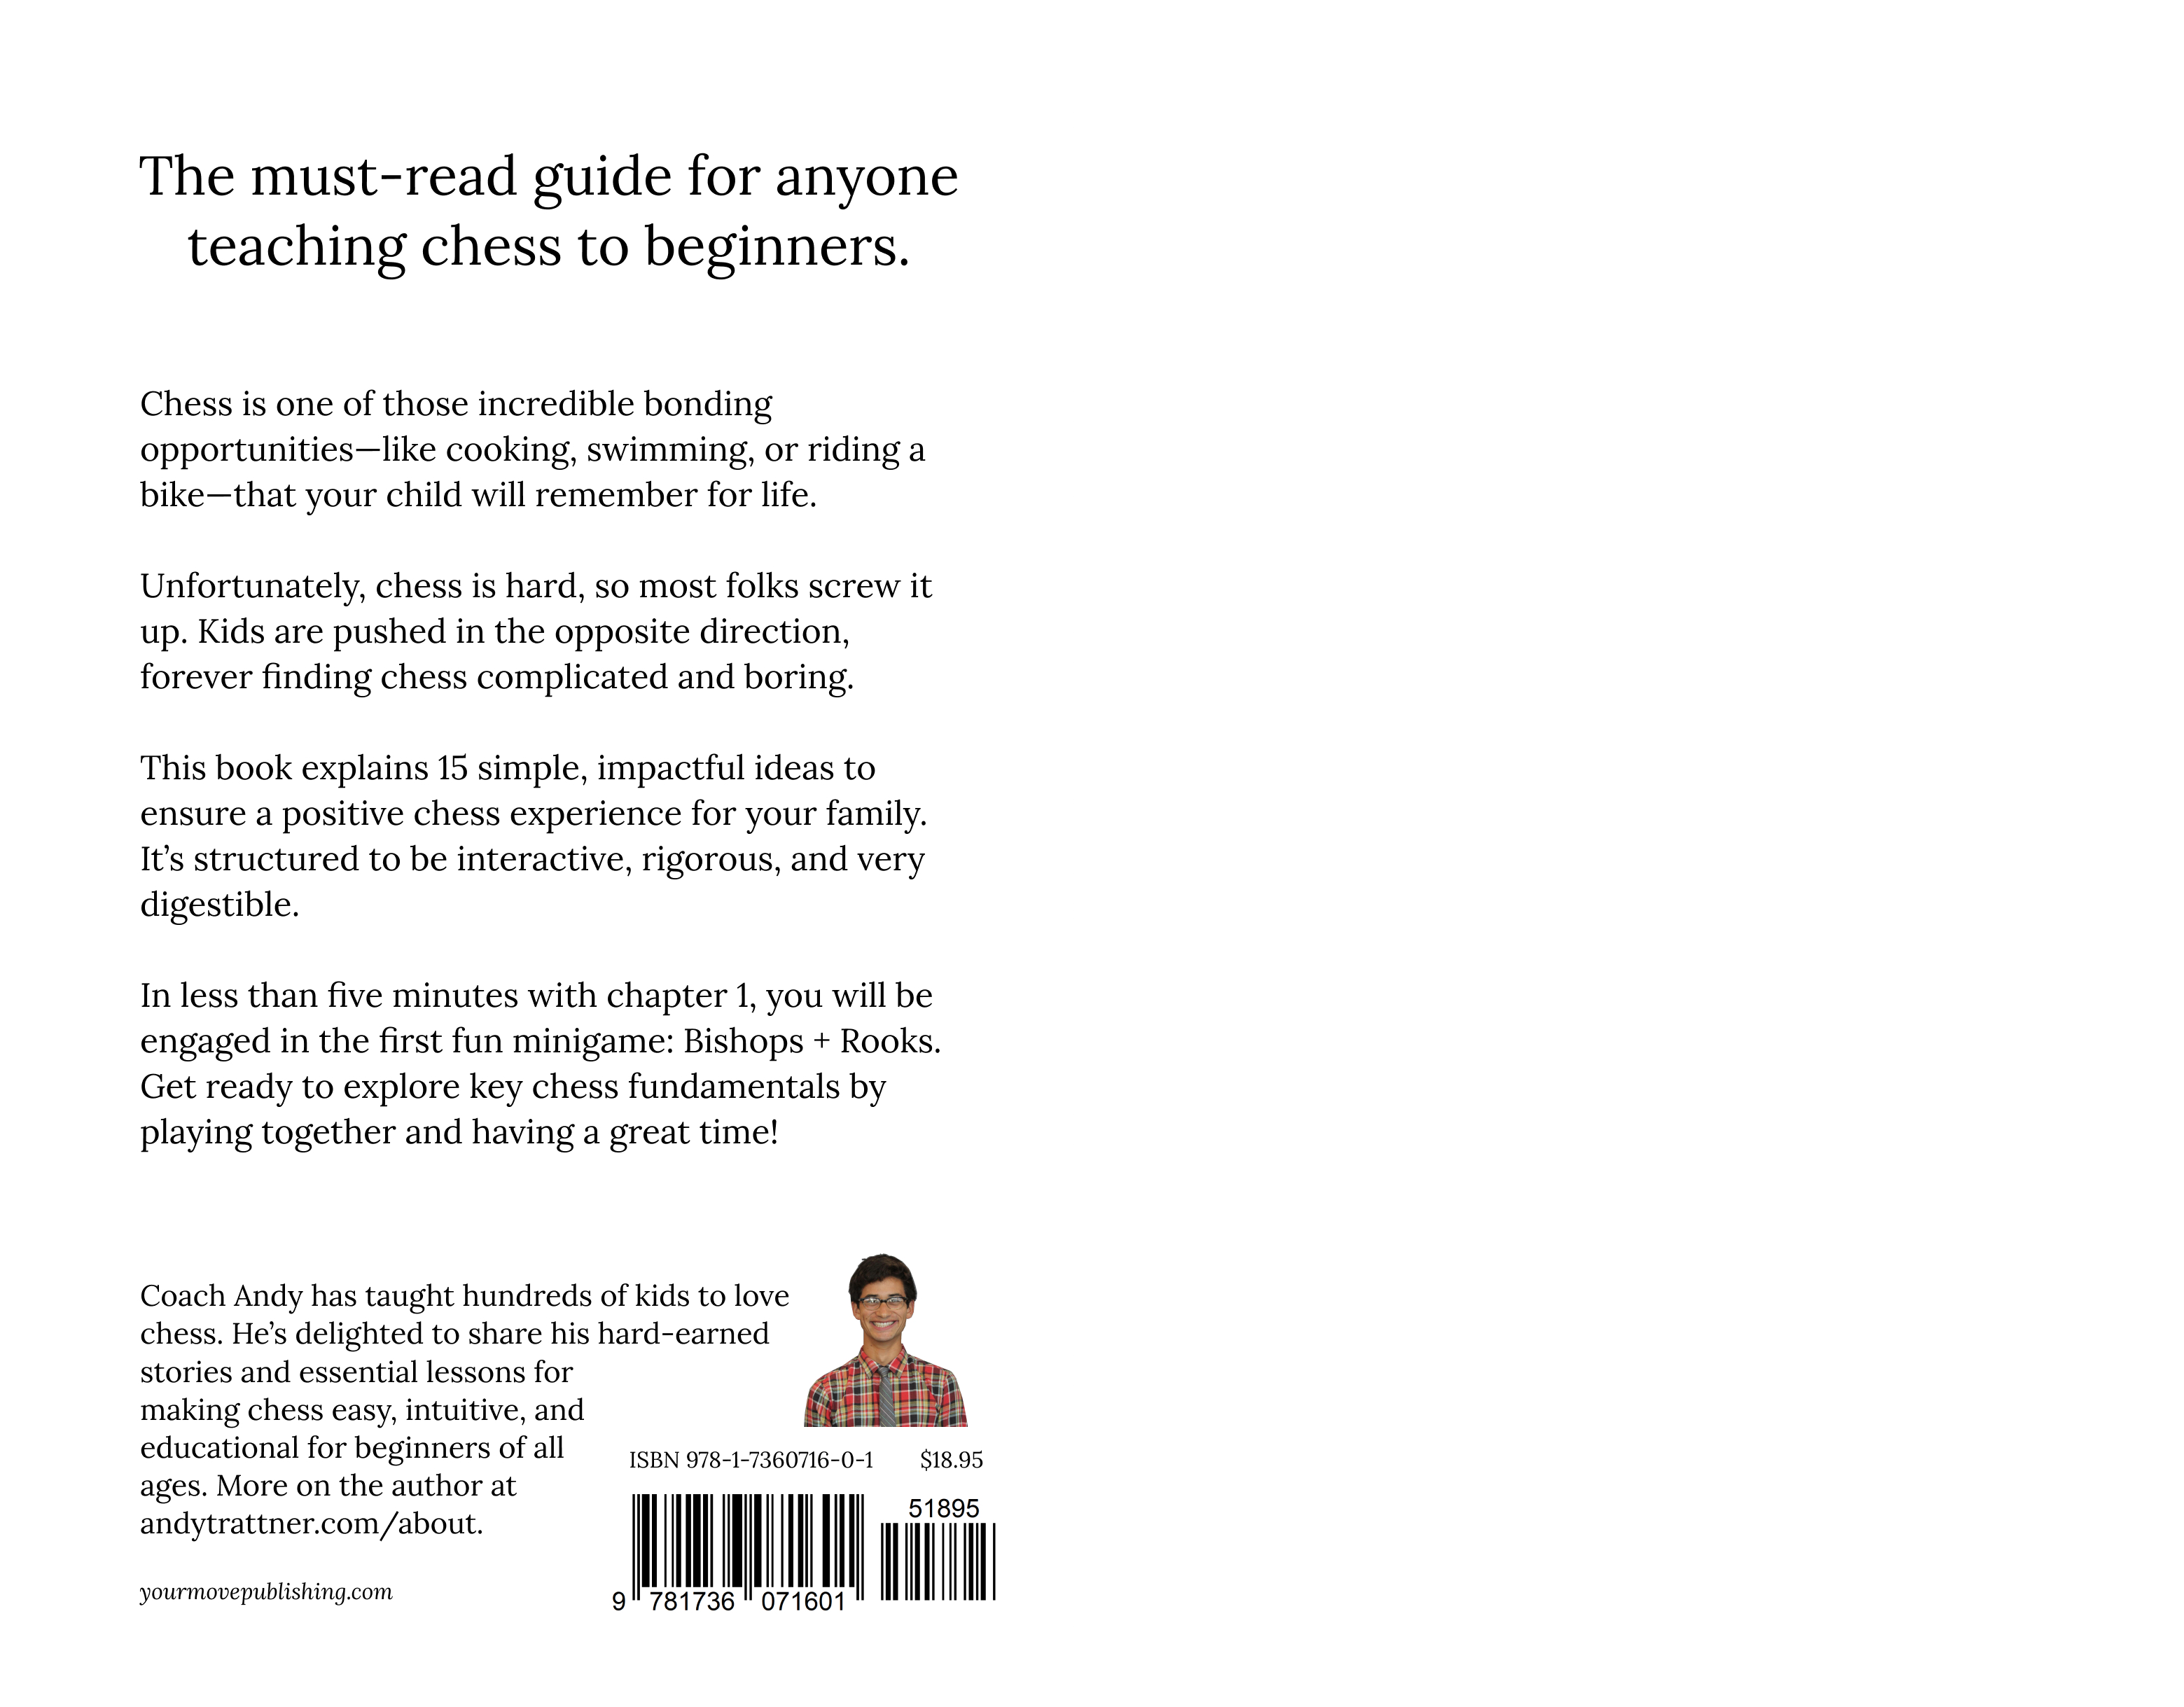 The must-read guide for anyone
teaching chess to beginners.
Chess is one of those incredible bonding
opportunities—like cooking, swimming, or riding a
bike—that your child will remember for life.
Unfortunately, chess is hard, so most folks screw it
up. Kids are pushed in the opposite direction,
forever finding chess complicated and boring.
This book explains 15 simple, impactful ideas to
ensure a positive chess experience for your family.
It’s structured to be interactive, rigorous, and very
digestible.
In less than five minutes with chapter 1, you will be
engaged in the first fun minigame: Bishops + Rooks.
Get ready to explore key chess fundamentals by
playing together and having a great time!
Coach Andy has taught hundreds of kids to love
chess. He’s delighted to share his hard-earned
stories and essential lessons for
making chess easy, intuitive, and
educational for beginners of all
ages. More on the author at
andytrattner.com/about.
yourmovepublishing.com
ISBN 978-1-7360716-0-1 $18.95
51895
9 781736 071601